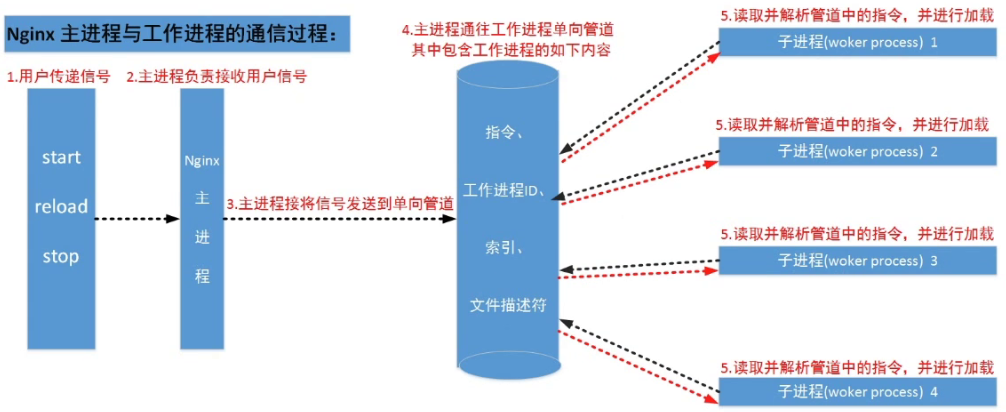 Nginx 主进程与工作进程的通信过程：
1.用户传递信号
start
reload
stop
2.主进程负责接收用户信号
Nginx
主
进
程
3.主进程接将信号发送到单向管道
4.主进程通往工作进程单向管道
其中包含工作进程的如下内容
指令、
工作进程ID、
索引、
文件描述符
5.读取并解析管道中的指令，并进行加载
子进程(woker process) 1
5.读取并解析管道中的指令，并进行加载
子进程(woker process) 2
5.读取并解析管道中的指令，并进行加载
子进程(woker process) 3
5.读取并解析管道中的指令，并进行加载
子进程(woker process) 4